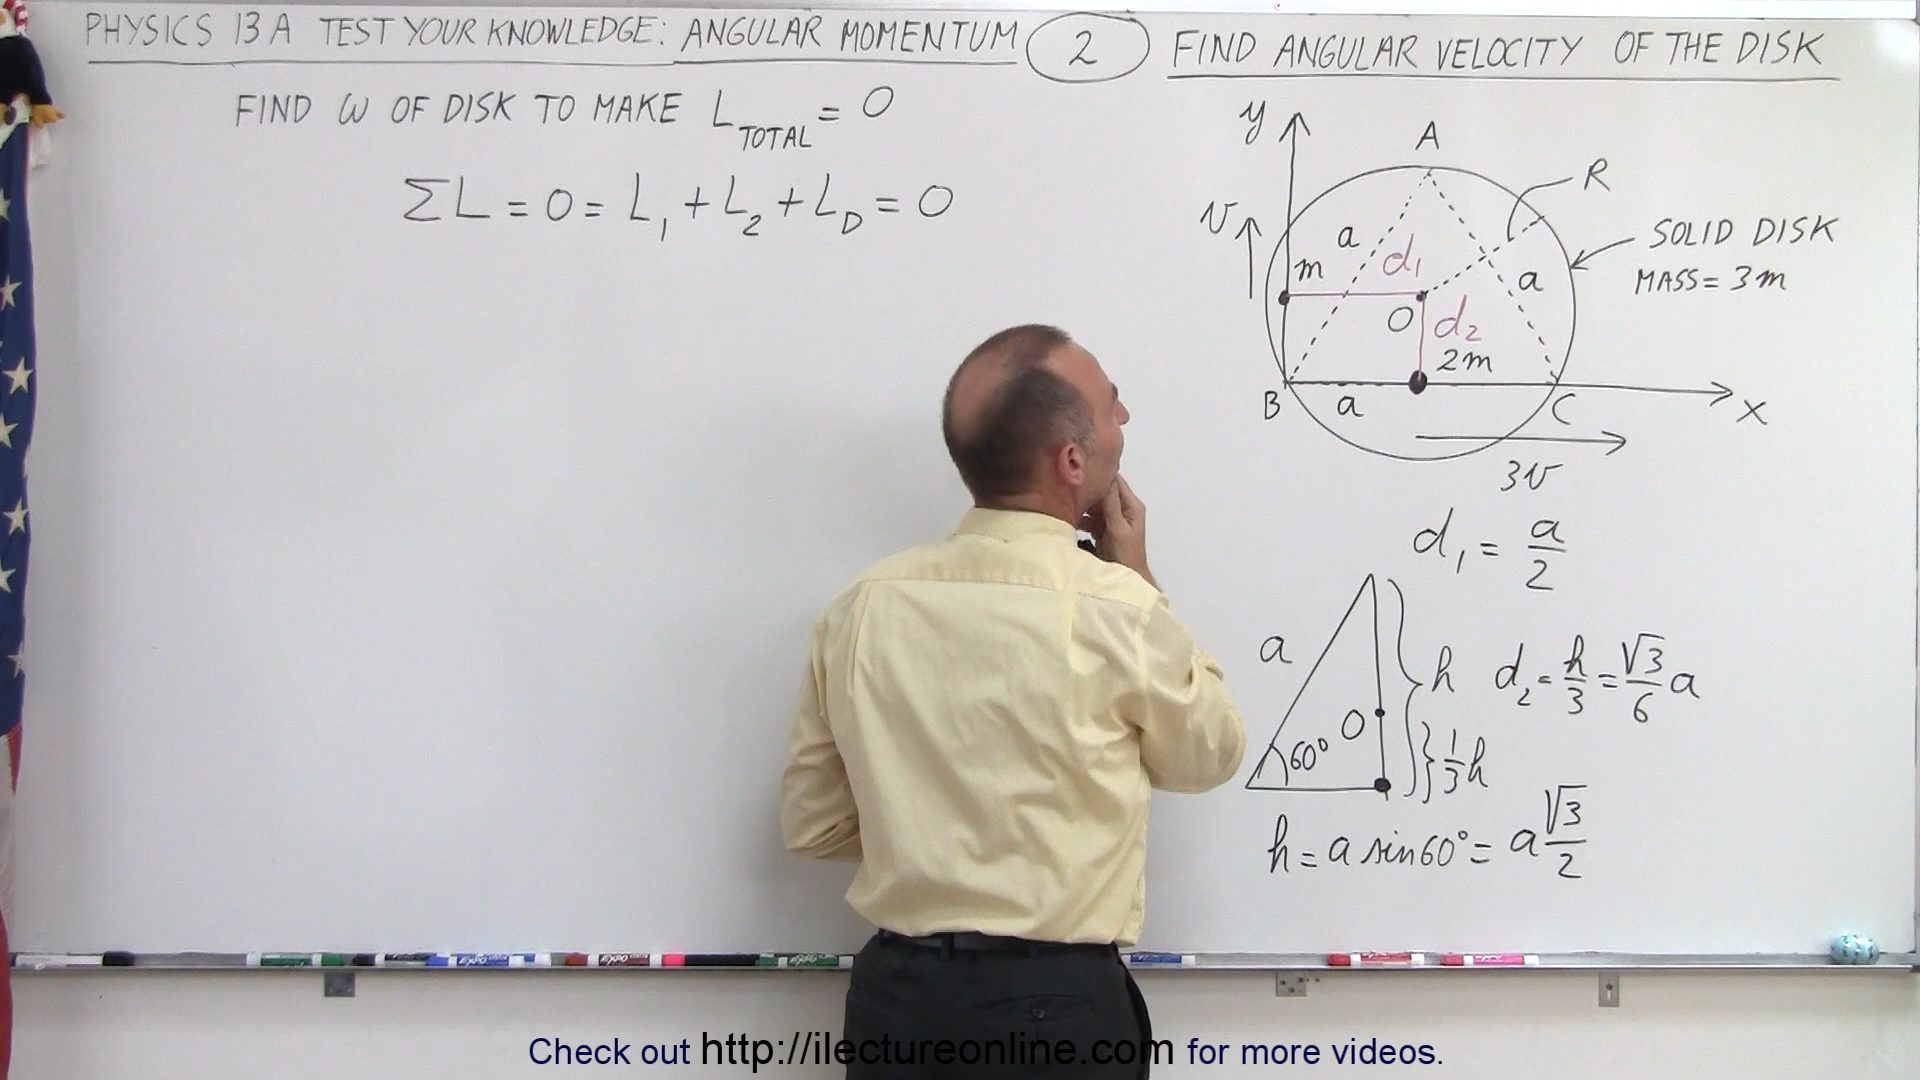 PHYSICS 13A TEST YOUR KNOWLEDGE: ANGULAR MOMENTUM 2 FIND ANGULAR VELOCITY OF THE DISK
FIND ω OF DISK TO MAKE L_TOTAL = 0
ΣL = 0 = L₁ + L₂ + L_D = 0
y
A
R
v
a
SOLID DISK
m
d₁
a
MASS = 3m
O
d₂
2m
B
a
C
x
3v
d₁ = a/2
a
h
d₂ = h/3 = √3/6 a
60°
O
1/3 h
h = a sin60° = a √3/2
Check out http://ilectureonline.com for more videos.